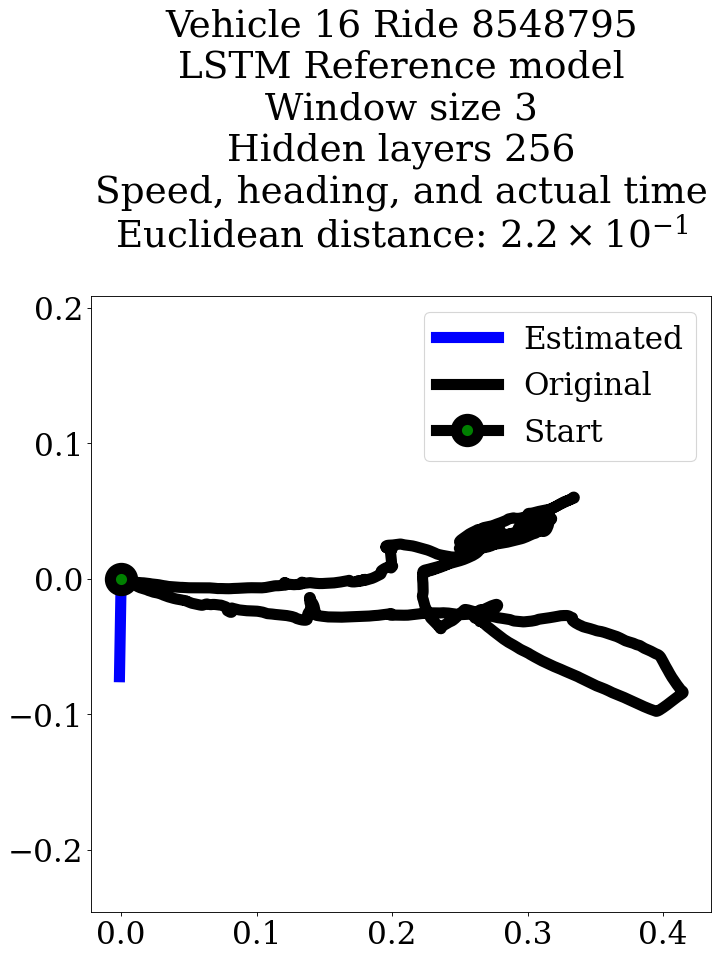 Vehicle 16 Ride 8548795
LSTM Reference model
Window size 3
Hidden layers 256
Speed, heading, and actual time
Euclidean distance: 2.2 × 10⁻¹
Estimated
Original
Start
0.2
0.1
0.0
−0.1
−0.2
0.0 0.1 0.2 0.3 0.4